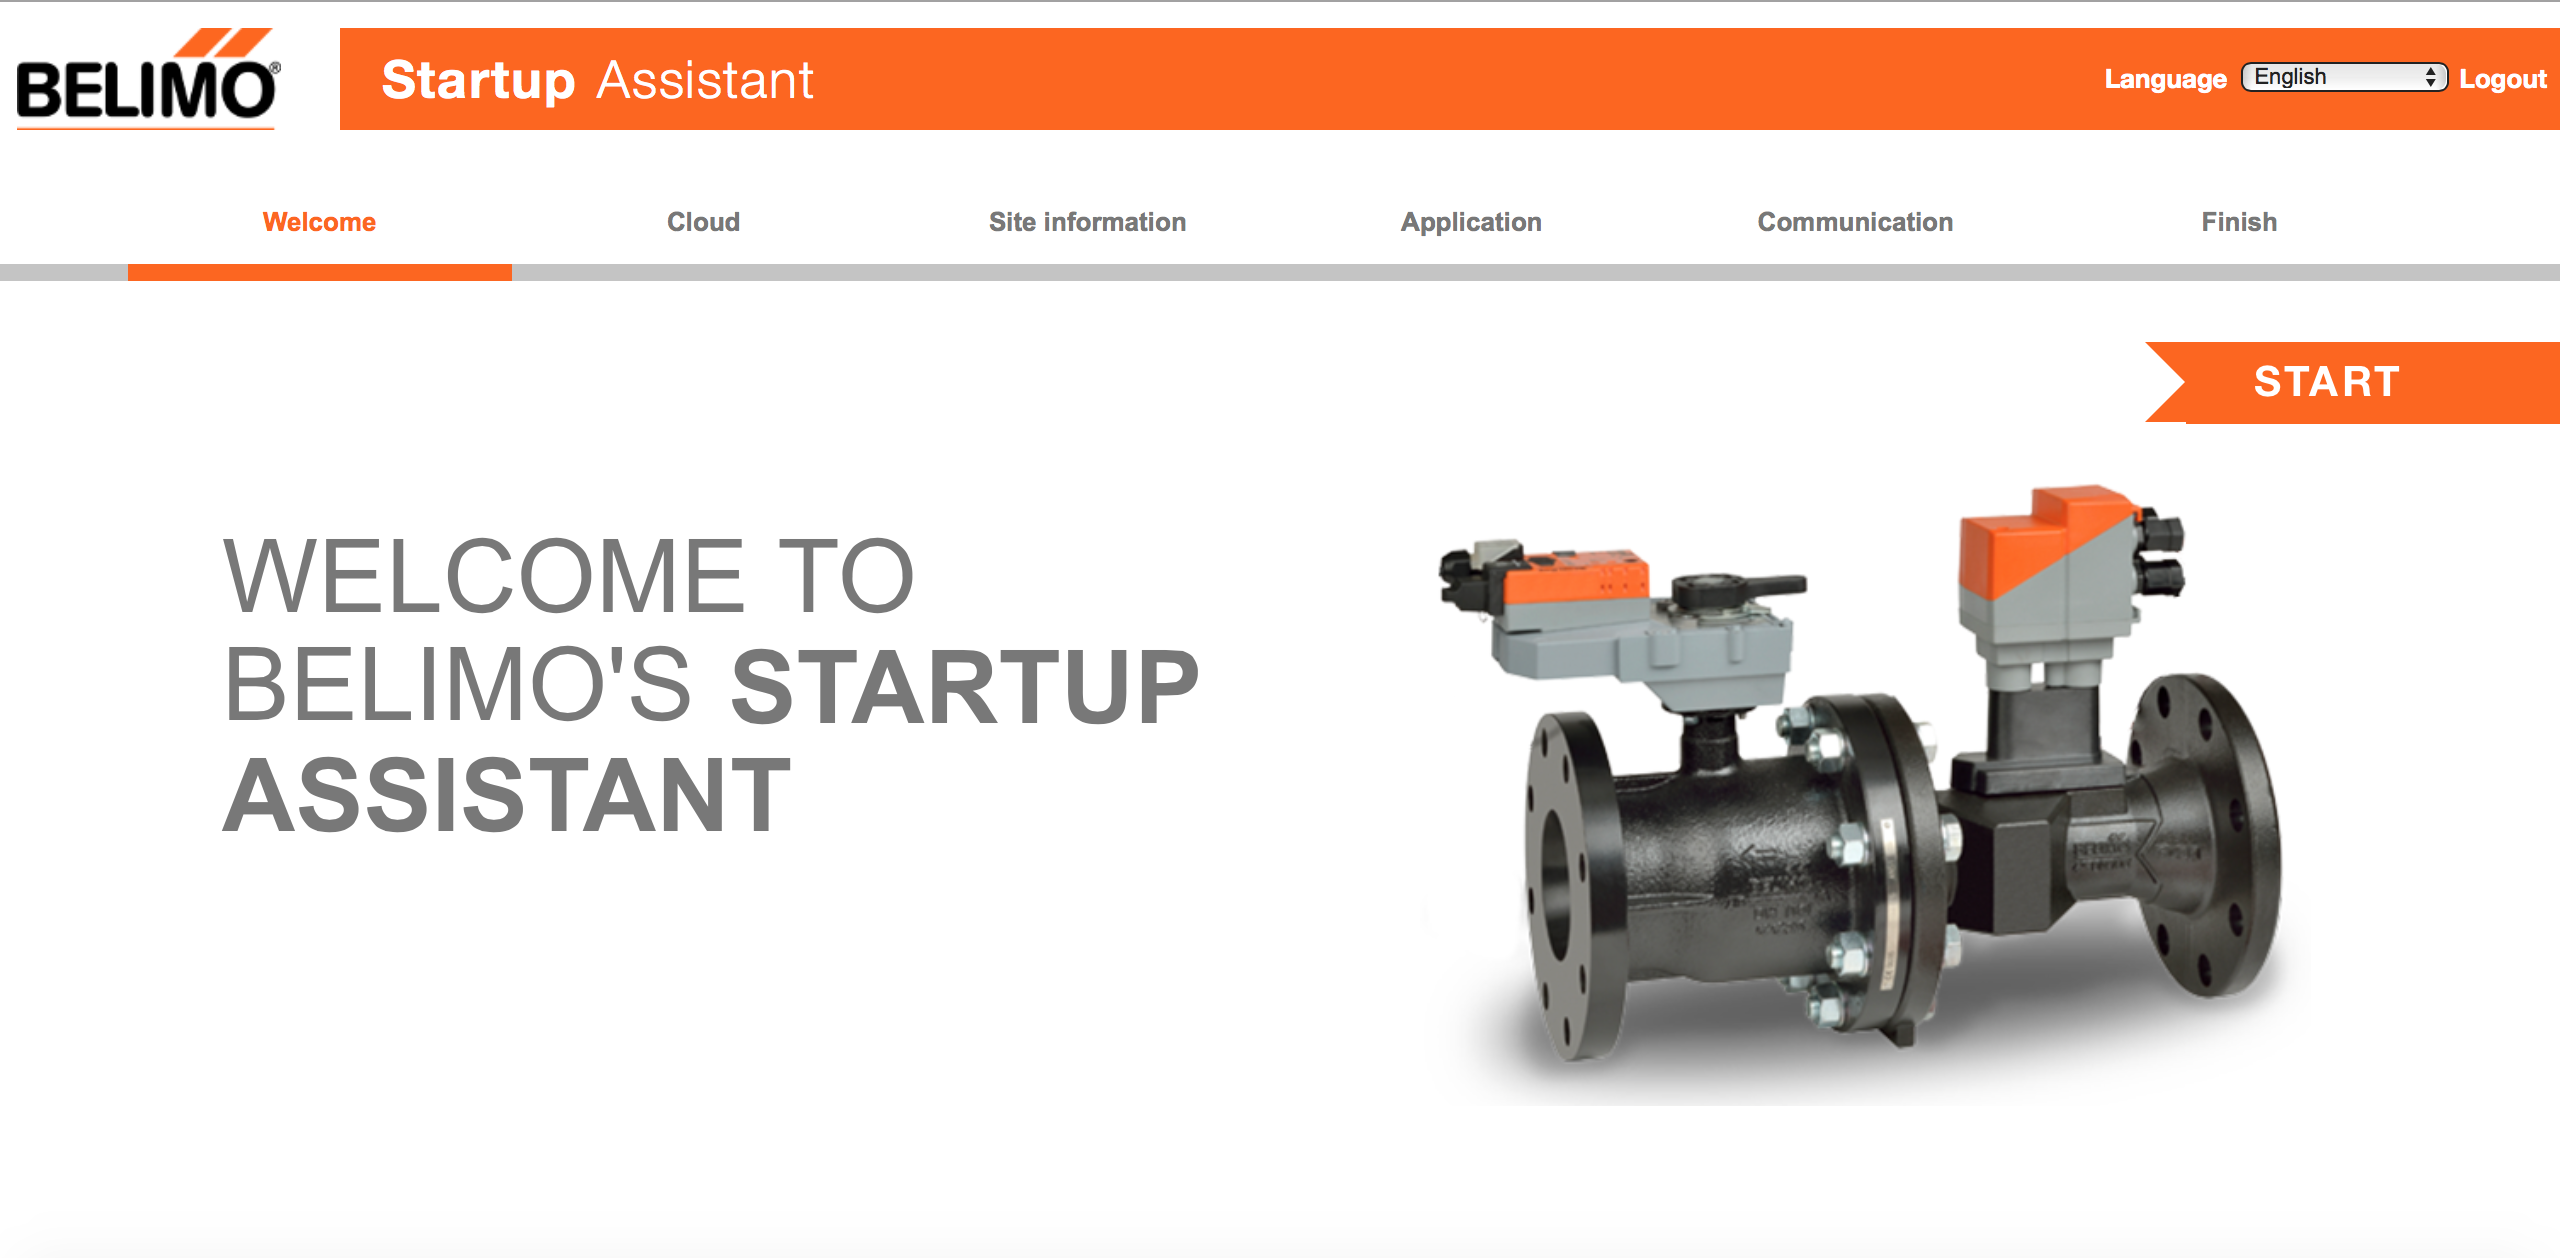 BELIMO®
Startup Assistant
Language English Logout
Welcome Cloud Site information Application Communication Finish
START
WELCOME TO
BELIMO'S STARTUP
ASSISTANT